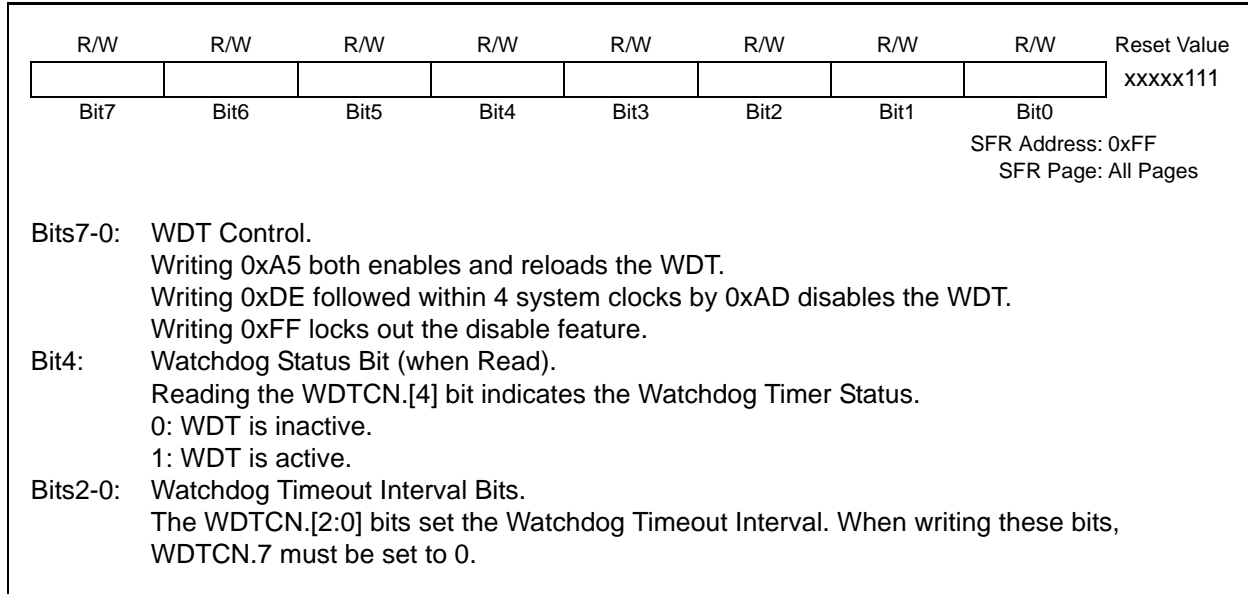 R/W R/W R/W R/W R/W R/W R/W R/W Reset Value
xxxxx111
Bit7 Bit6 Bit5 Bit4 Bit3 Bit2 Bit1 Bit0
SFR Address: 0xFF
SFR Page: All Pages
Bits7-0: WDT Control.
Writing 0xA5 both enables and reloads the WDT.
Writing 0xDE followed within 4 system clocks by 0xAD disables the WDT.
Writing 0xFF locks out the disable feature.
Bit4: Watchdog Status Bit (when Read).
Reading the WDTCN.[4] bit indicates the Watchdog Timer Status.
0: WDT is inactive.
1: WDT is active.
Bits2-0: Watchdog Timeout Interval Bits.
The WDTCN.[2:0] bits set the Watchdog Timeout Interval. When writing these bits,
WDTCN.7 must be set to 0.